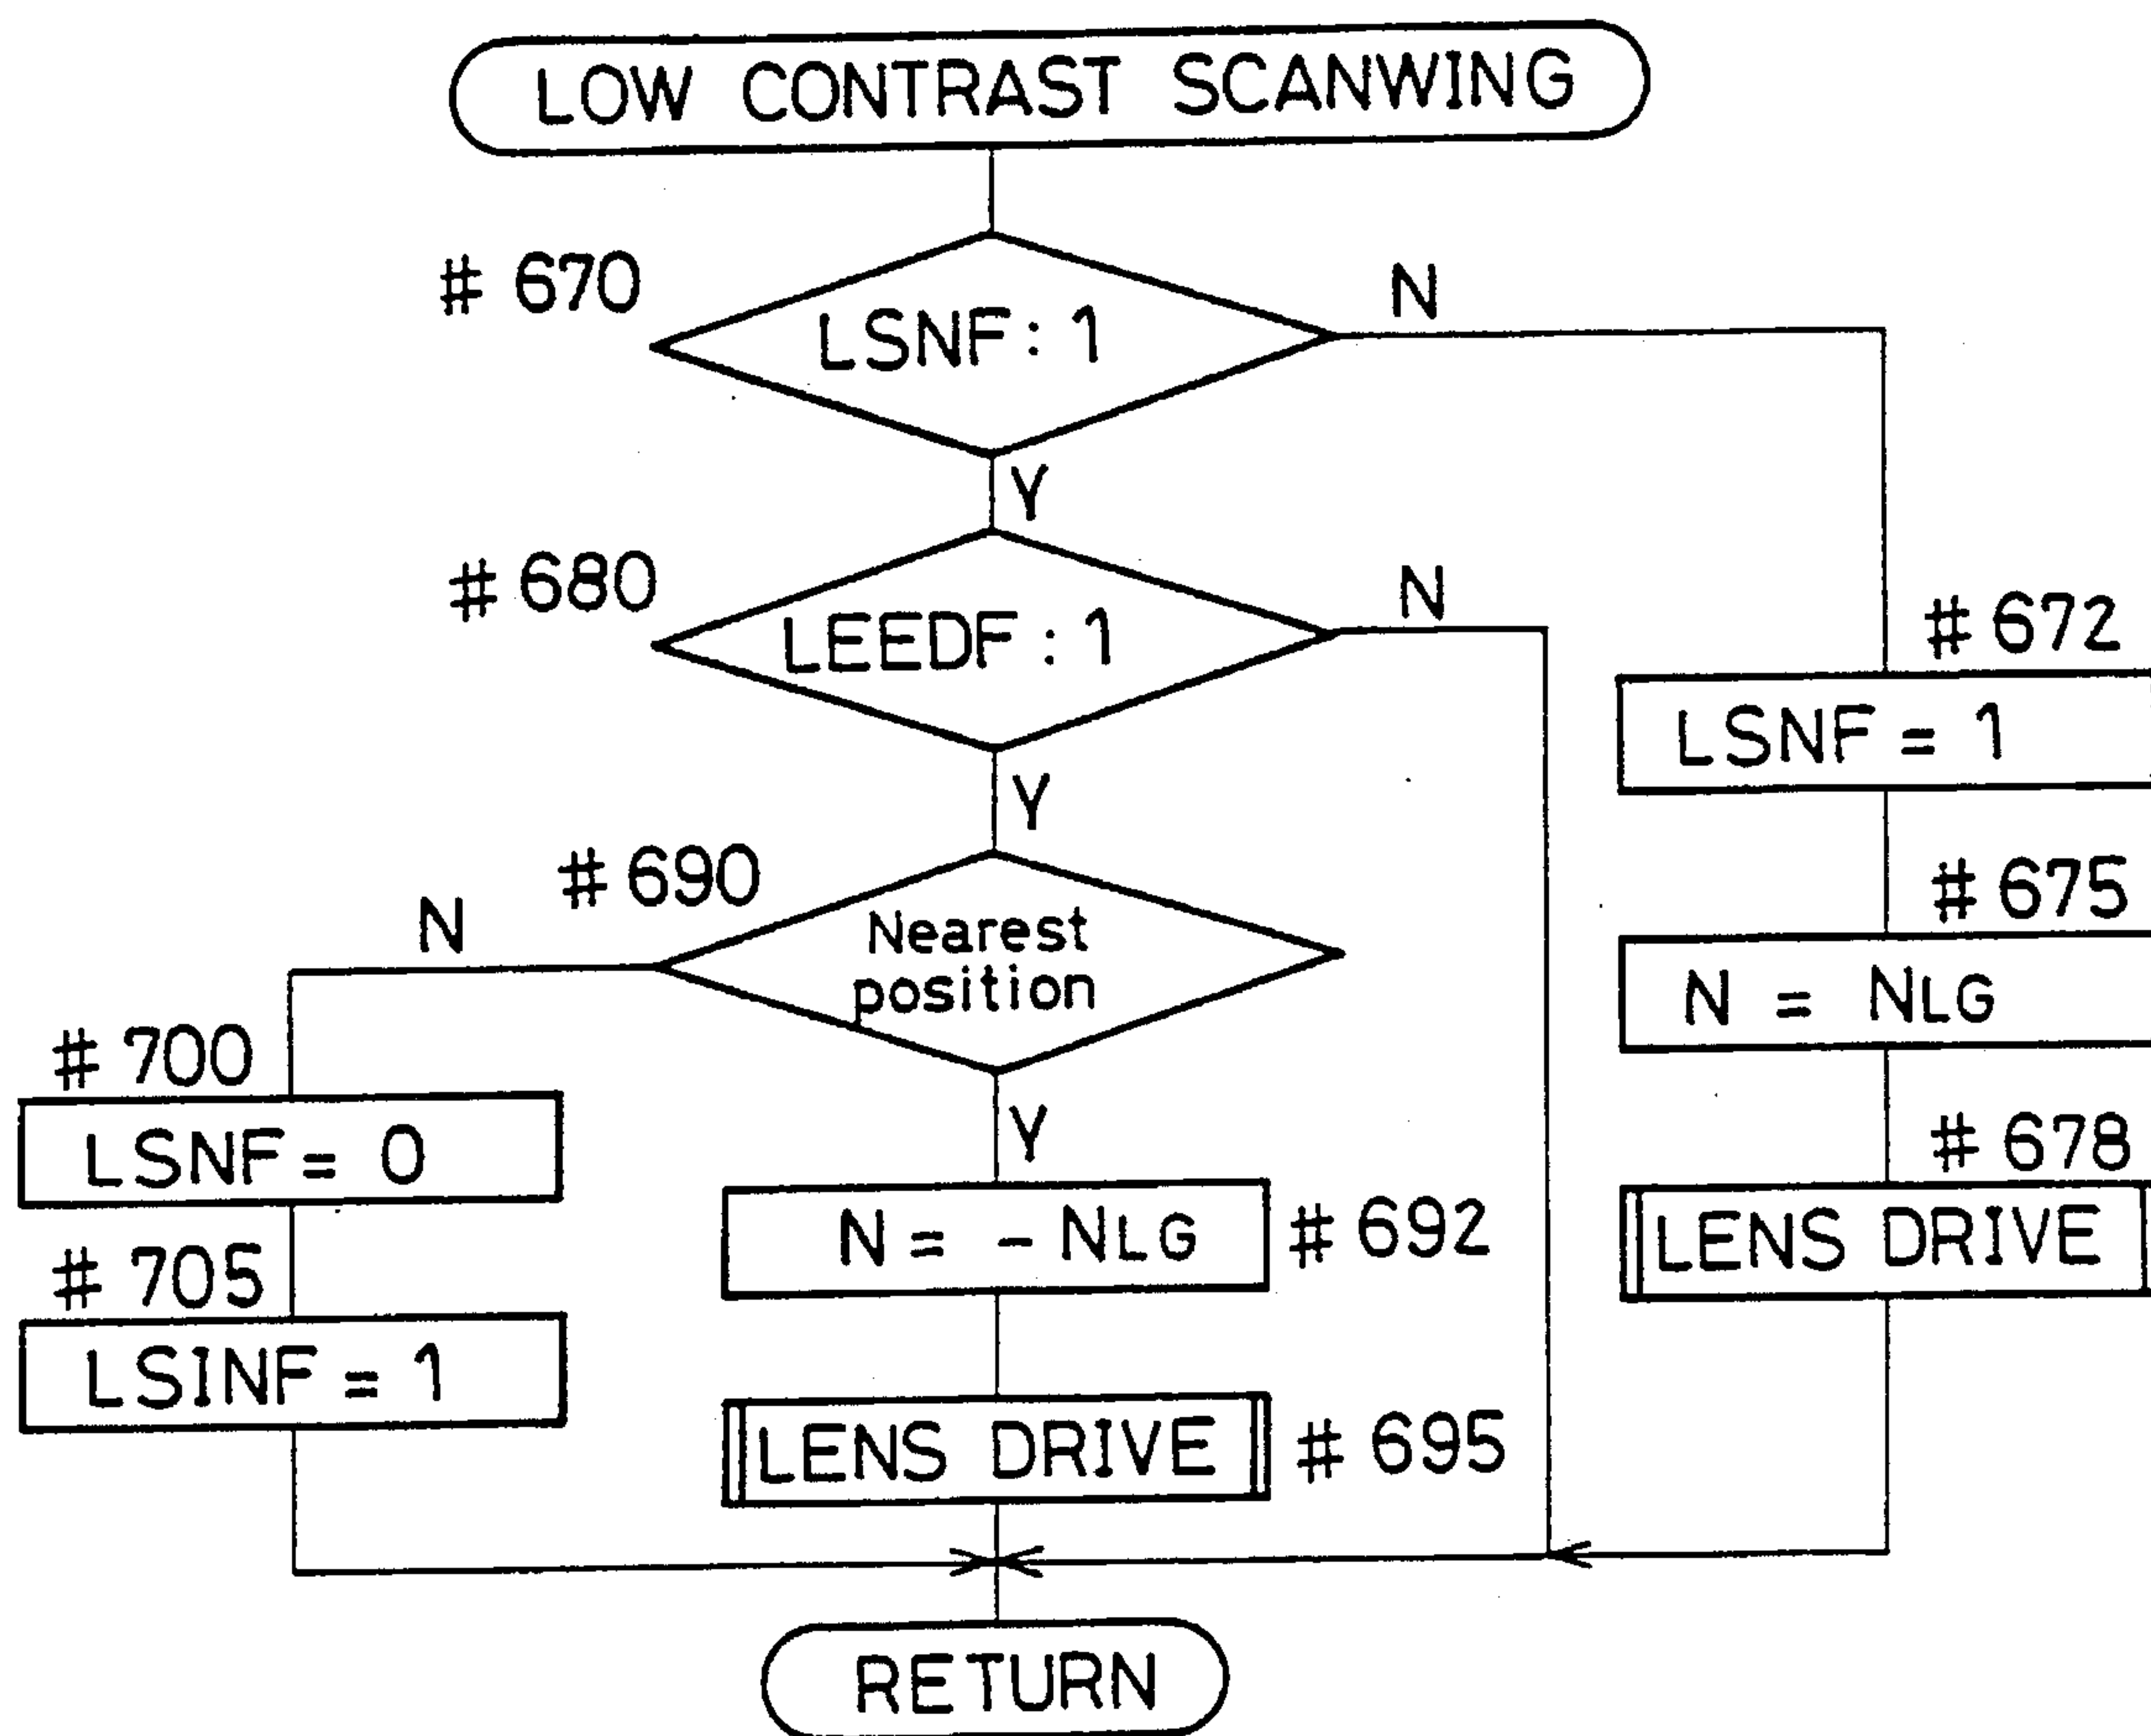 LOW CONTRAST SCANWING
# 670
LSNF : 1
N
Y
# 680
LEEDF : 1
N
Y
# 672
LSNF = 1
# 675
N = NLG
# 678
LENS DRIVE
# 690
Nearest
position
N
Y
# 700
LSNF = 0
# 705
LSINF = 1
N = - NLG
# 692
LENS DRIVE
# 695
RETURN